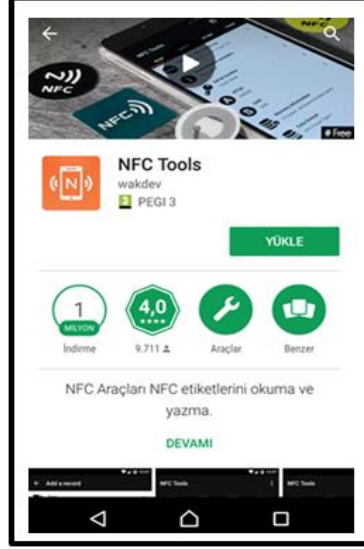 NFC
NFC
# Free
NFC Tools
wakdev
3 PEGI 3
YÜKLE
1
MİLYON
4,0
İndirme
9.711
Araçlar
Benzer
NFC Araçları NFC etiketlerini okuma ve
yazma.
DEVAMI
Add a record
NFC Tools
NFC Tools